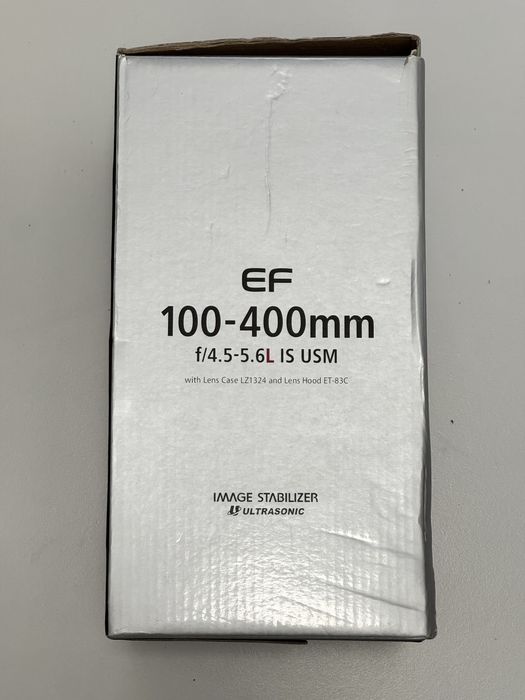 EF
100-400mm
f/4.5-5.6L IS USM
with Lens Case LZ1324 and Lens Hood ET-83C
IMAGE STABILIZER
ULTRASONIC